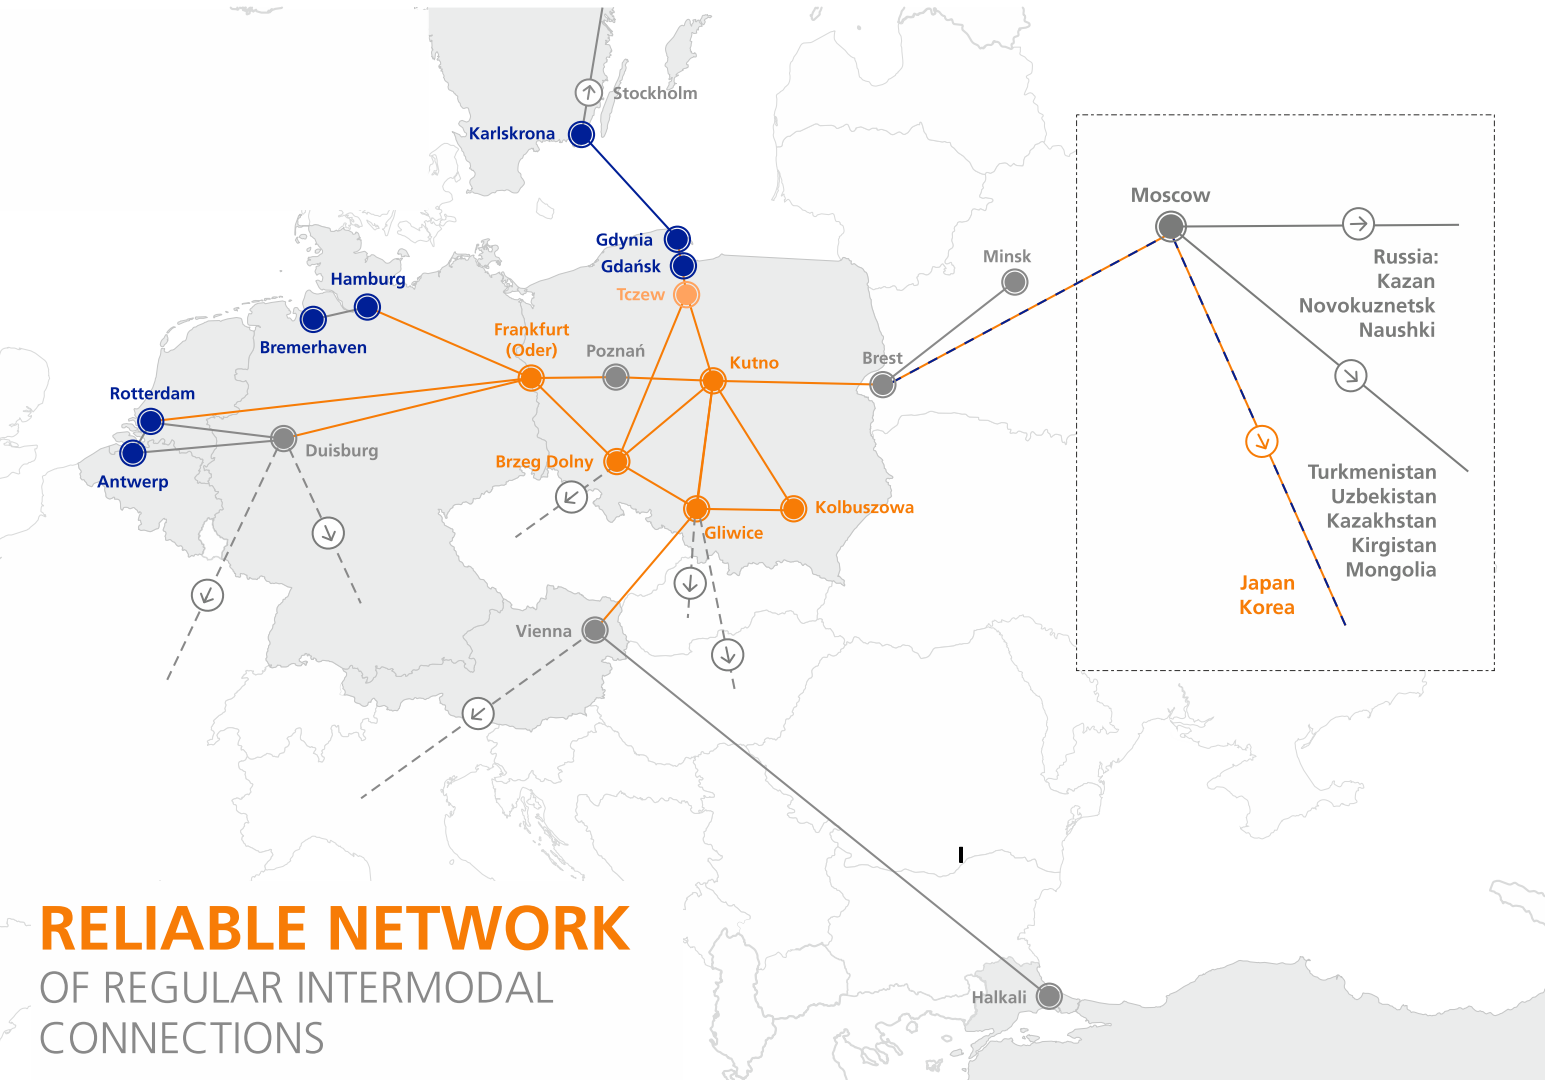 Stockholm
Karlskrona
Moscow
Gdynia
Gdańsk
Minsk
Russia:
Kazan
Novokuznetsk
Naushki
Hamburg
Tczew
Bremerhaven
Frankfurt
(Oder)
Poznań
Kutno
Brest
Rotterdam
Duisburg
Antwerp
Brzeg Dolny
Kolbuszowa
Gliwice
Turkmenistan
Uzbekistan
Kazakhstan
Kirgistan
Mongolia
Japan
Korea
Vienna
Halkali
RELIABLE NETWORK
OF REGULAR INTERMODAL
CONNECTIONS